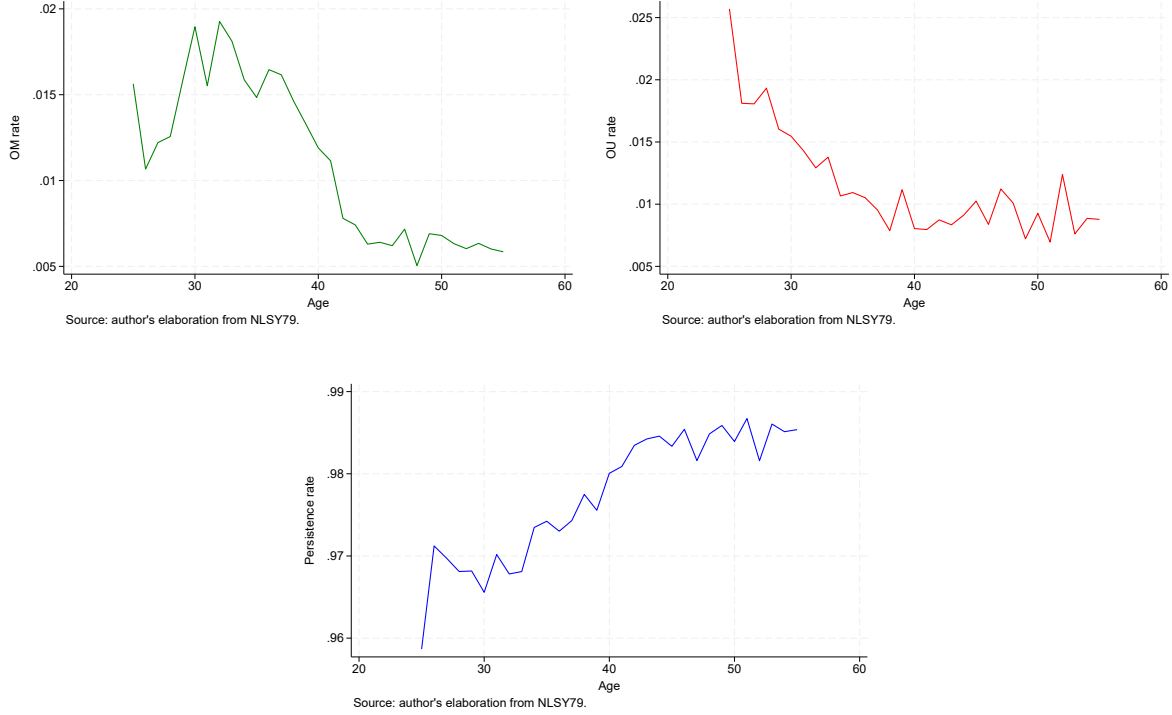 .02
.015
.01
.005
OM rate
20 30 40 50 60
Age
Source: author's elaboration from NLSY79.
.025
.02
.015
.01
.005
OU rate
20 30 40 50 60
Age
Source: author's elaboration from NLSY79.
.99
.98
.97
.96
Persistence rate
20 30 40 50 60
Age
Source: author's elaboration from NLSY79.